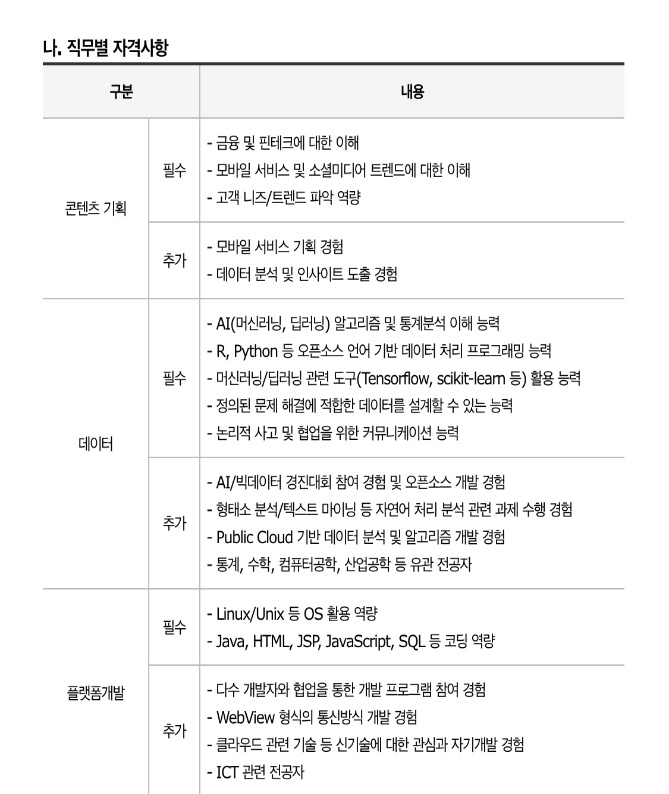 나. 직무별 자격사항
구분
내용
콘텐츠 기획
필수
- 금융 및 핀테크에 대한 이해
- 모바일 서비스 및 소셜미디어 트렌드에 대한 이해
- 고객 니즈/트렌드 파악 역량
추가
- 모바일 서비스 기획 경험
- 데이터 분석 및 인사이트 도출 경험
데이터
필수
- AI(머신러닝, 딥러닝) 알고리즘 및 통계분석 이해 능력
- R, Python 등 오픈소스 언어 기반 데이터 처리 프로그래밍 능력
- 머신러닝/딥러닝 관련 도구(Tensorflow, scikit-learn 등) 활용 능력
- 정의된 문제 해결에 적합한 데이터를 설계할 수 있는 능력
- 논리적 사고 및 협업을 위한 커뮤니케이션 능력
추가
- AI/빅데이터 경진대회 참여 경험 및 오픈소스 개발 경험
- 형태소 분석/텍스트 마이닝 등 자연어 처리 분석 관련 과제 수행 경험
- Public Cloud 기반 데이터 분석 및 알고리즘 개발 경험
- 통계, 수학, 컴퓨터공학, 산업공학 등 유관 전공자
플랫폼개발
필수
- Linux/Unix 등 OS 활용 역량
- Java, HTML, JSP, JavaScript, SQL 등 코딩 역량
추가
- 다수 개발자와 협업을 통한 개발 프로그램 참여 경험
- WebView 형식의 통신방식 개발 경험
- 클라우드 관련 기술 등 신기술에 대한 관심과 자기개발 경험
- ICT 관련 전공자